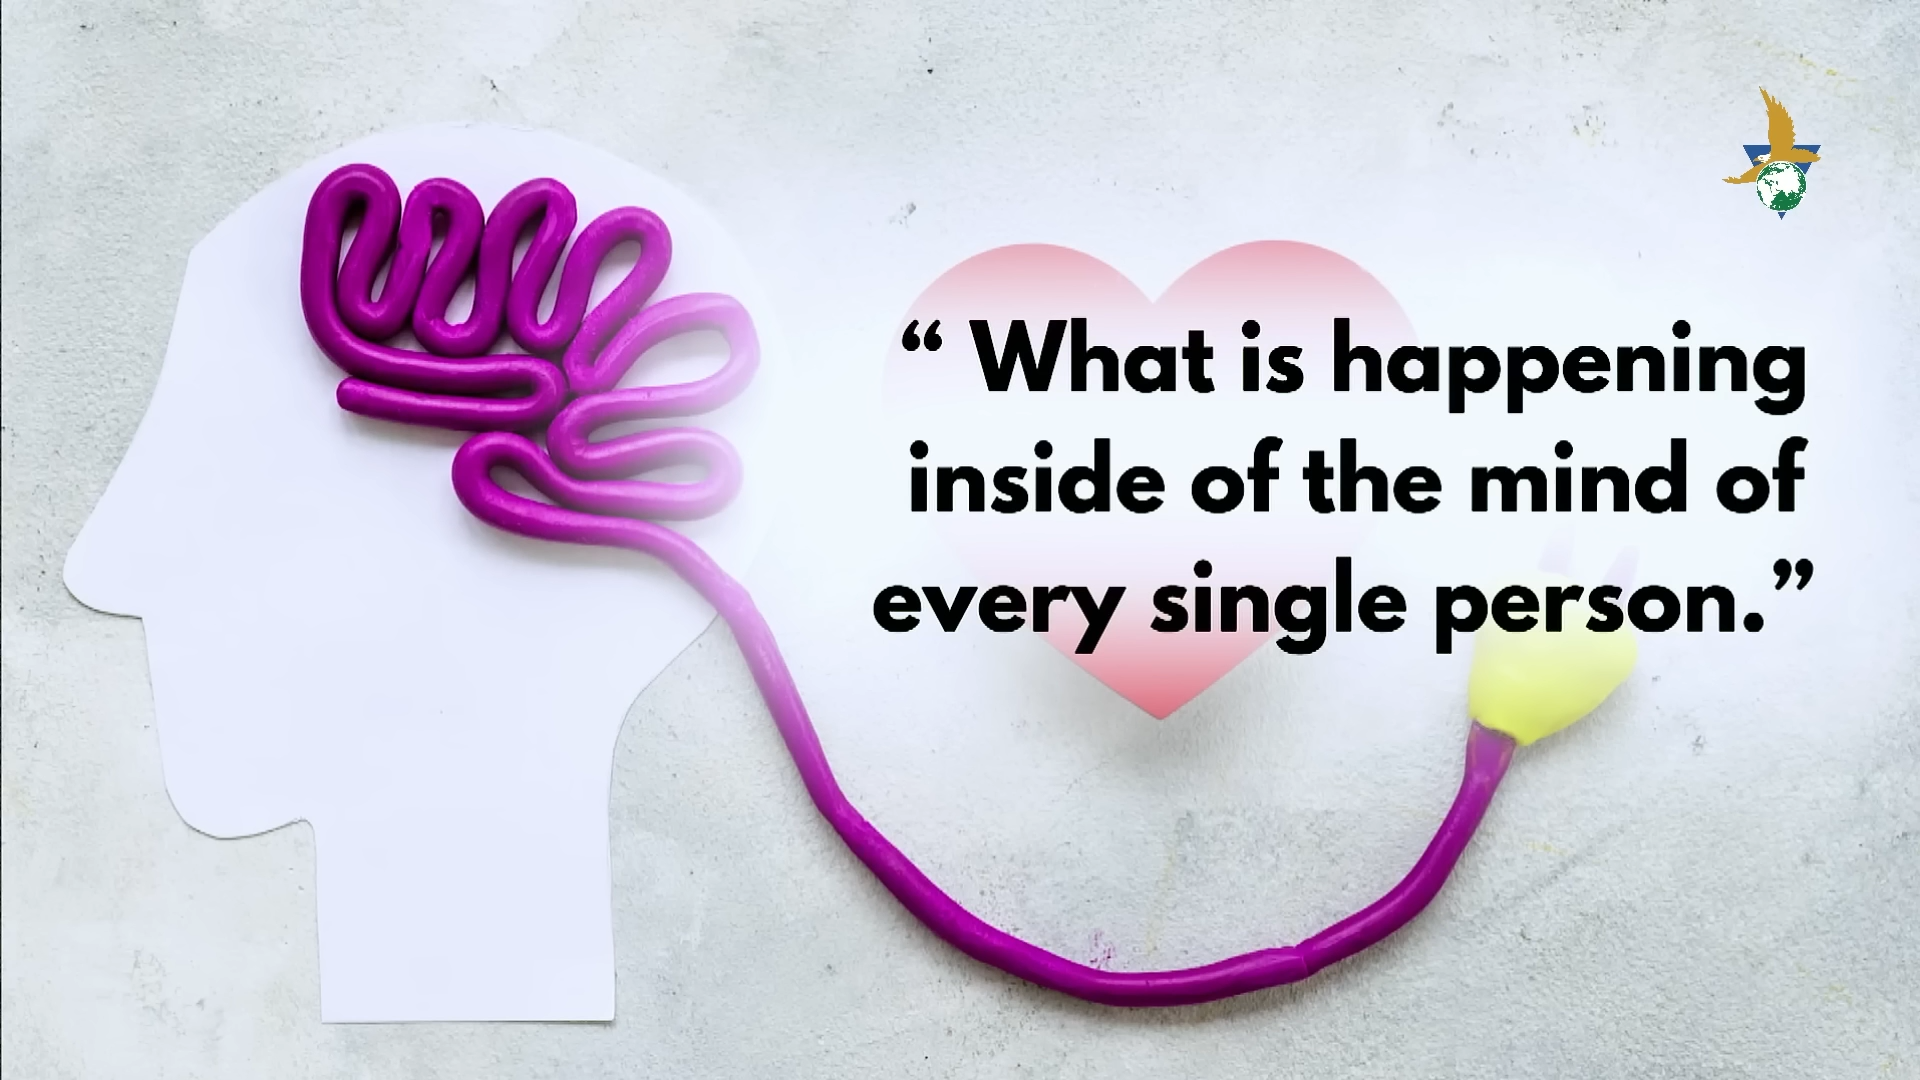 “ What is happening
inside of the mind of
every single person.”